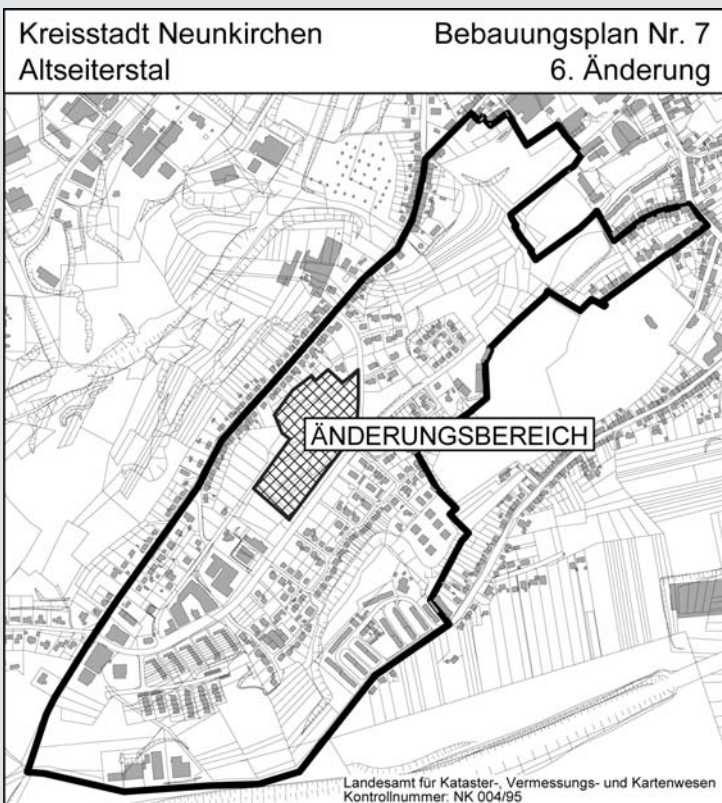 Kreisstadt Neunkirchen
Altseiterstal
Bebauungsplan Nr. 7
6. Änderung
ÄNDERUNGSBEREICH
Landesamt für Kataster-, Vermessungs- und Kartenwesen
Kontrollnummer: NK 004/95